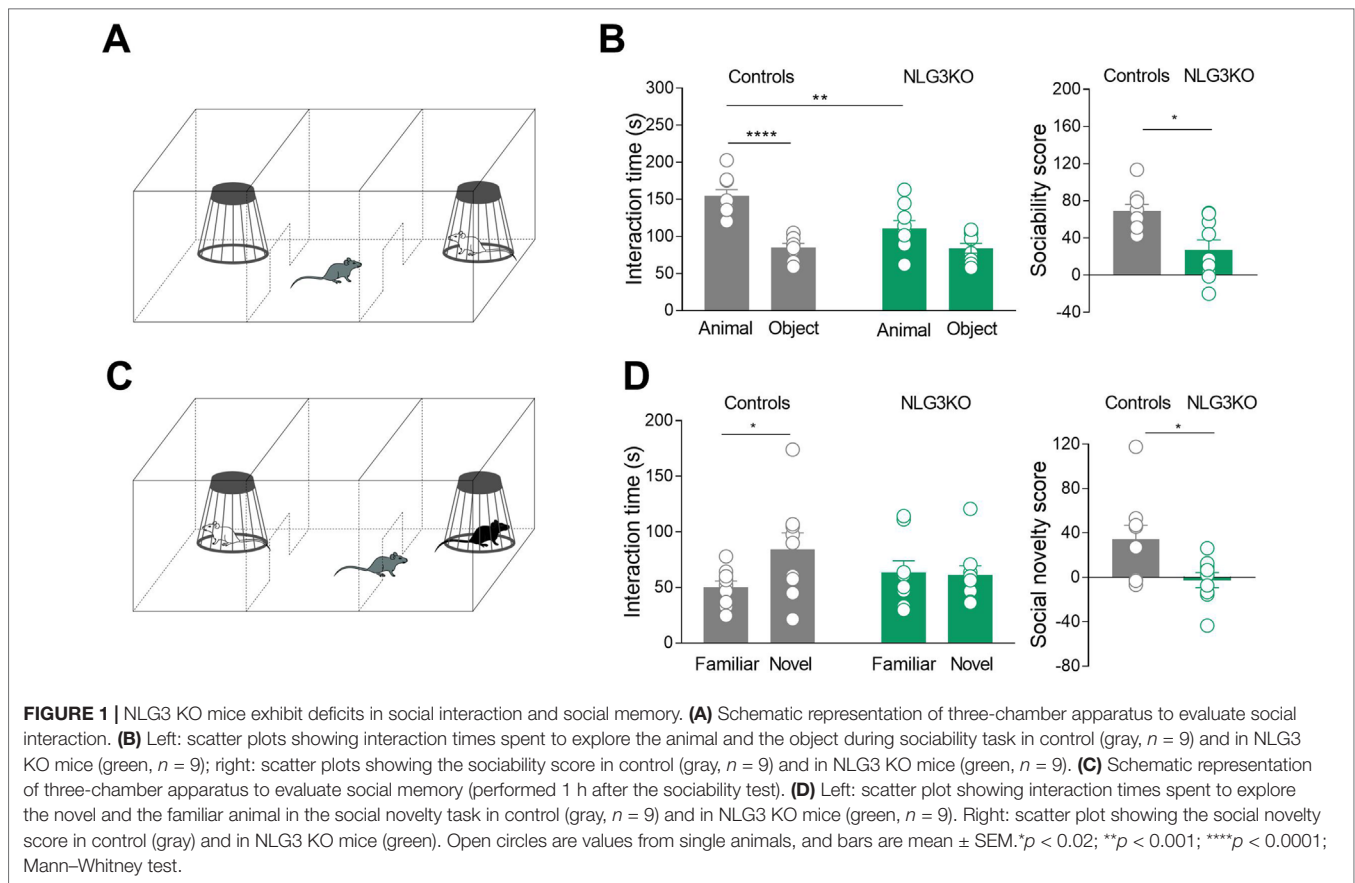 A
B
Controls
NLG3KO
Interaction time (s)
300
250
200
150
100
50
0
**
****
Animal
Object
Animal
Object
Controls NLG3KO
Sociability score
200
160
120
80
40
0
-40
*
C
D
Controls
NLG3KO
Interaction time (s)
200
150
100
50
0
*
Familiar
Novel
Familiar
Novel
Controls NLG3KO
Social novelty score
120
80
40
0
-40
-80
*
FIGURE 1 | NLG3 KO mice exhibit deficits in social interaction and social memory. (A) Schematic representation of three-chamber apparatus to evaluate social
interaction. (B) Left: scatter plots showing interaction times spent to explore the animal and the object during sociability task in control (gray, n = 9) and in NLG3
KO mice (green, n = 9); right: scatter plots showing the sociability score in control (gray, n = 9) and in NLG3 KO mice (green, n = 9). (C) Schematic representation
of three-chamber apparatus to evaluate social memory (performed 1 h after the sociability test). (D) Left: scatter plot showing interaction times spent to explore
the novel and the familiar animal in the social novelty task in control (gray, n = 9) and in NLG3 KO mice (green, n = 9). Right: scatter plot showing the social novelty
score in control (gray) and in NLG3 KO mice (green). Open circles are values from single animals, and bars are mean ± SEM.*p < 0.02; **p < 0.001; ****p < 0.0001;
Mann–Whitney test.